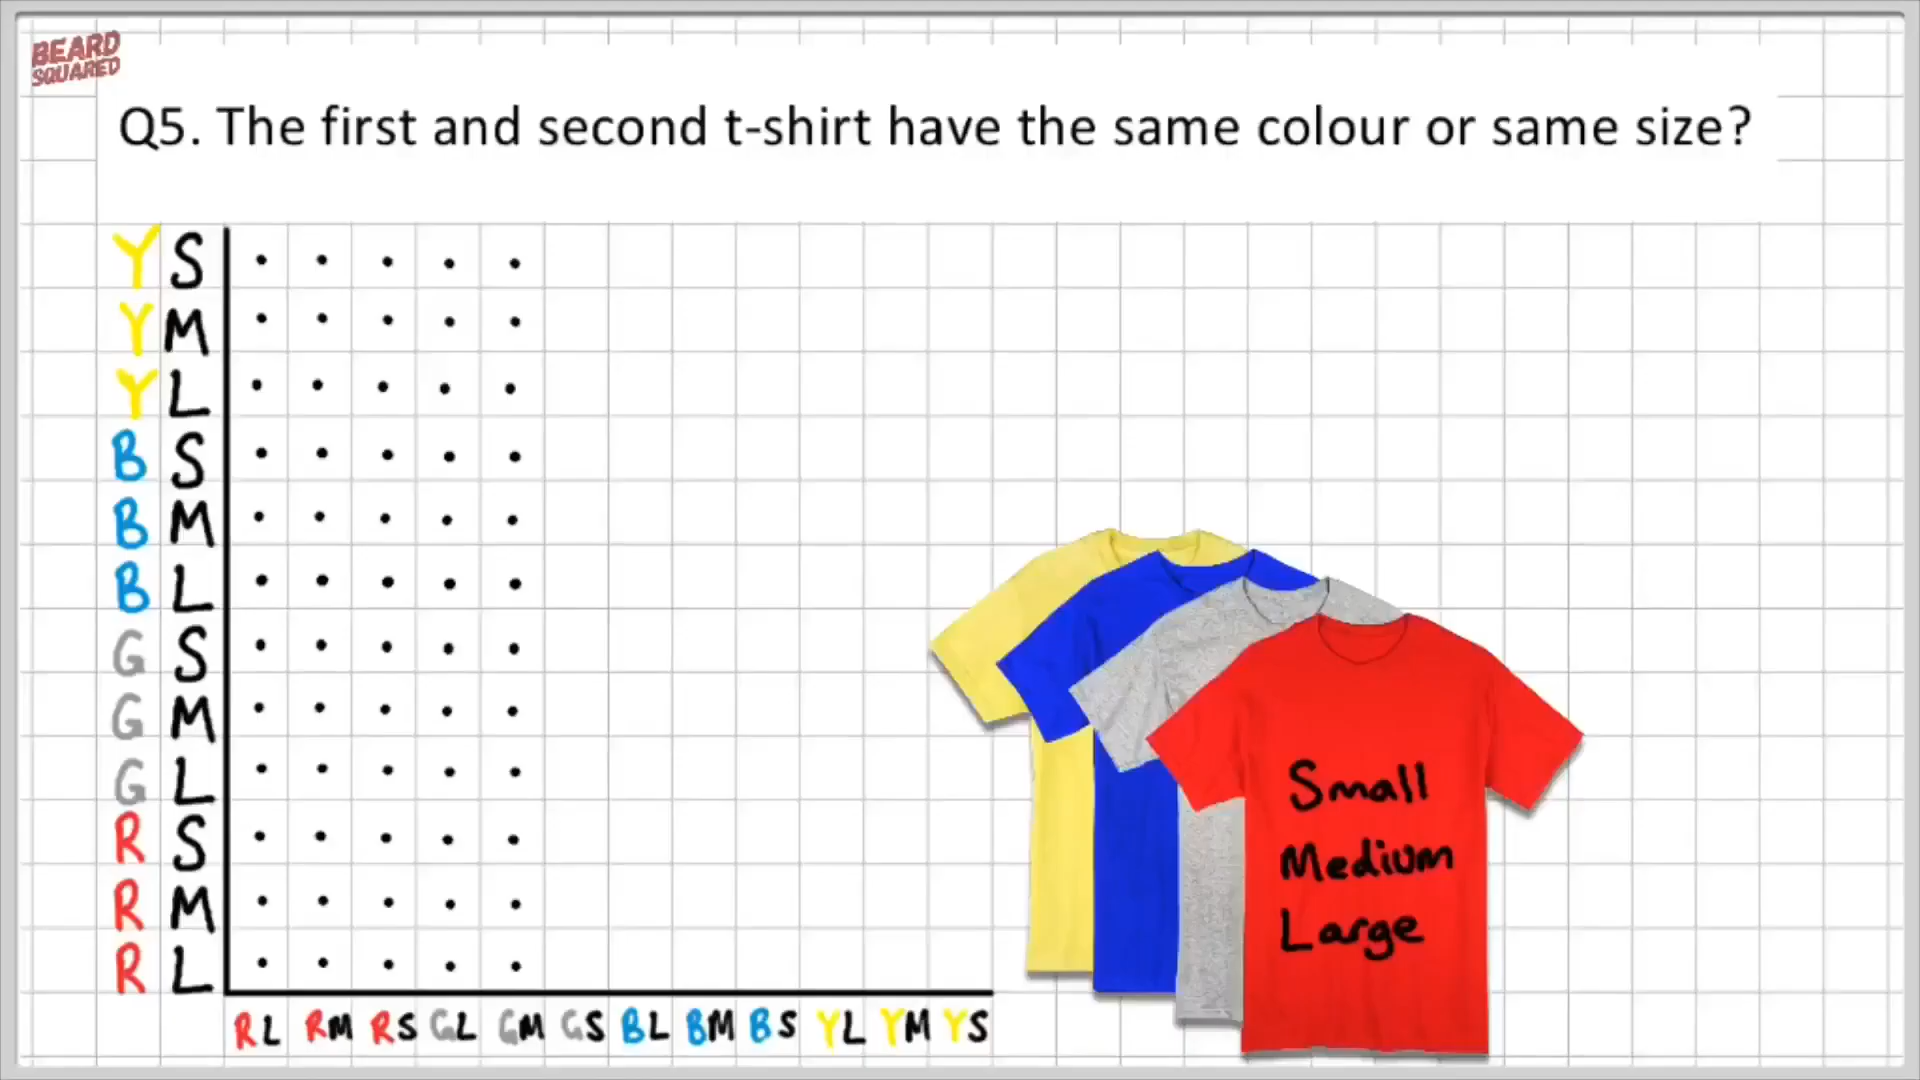 BEARD
SQUARED
Q5. The first and second t-shirt have the same colour or same size?
Y S
Y M
Y L
B S
B M
B L
G S
G M
G L
R S
R M
R L
RL RM RS GL GM GS BL BM BS YL YM YS
Small
Medium
Large